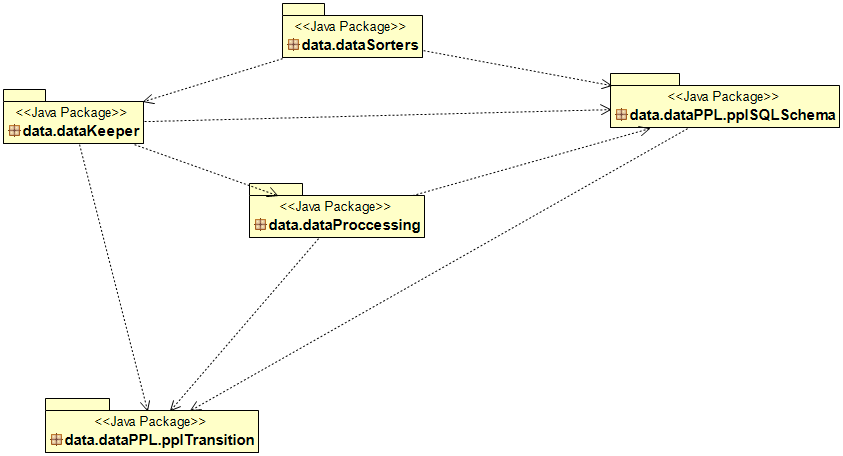 <<Java Package>>
data.dataSorters
<<Java Package>>
data.dataPPL.pplSQLSchema
<<Java Package>>
data.dataKeeper
<<Java Package>>
data.dataProccessing
<<Java Package>>
data.dataPPL.pplTransition